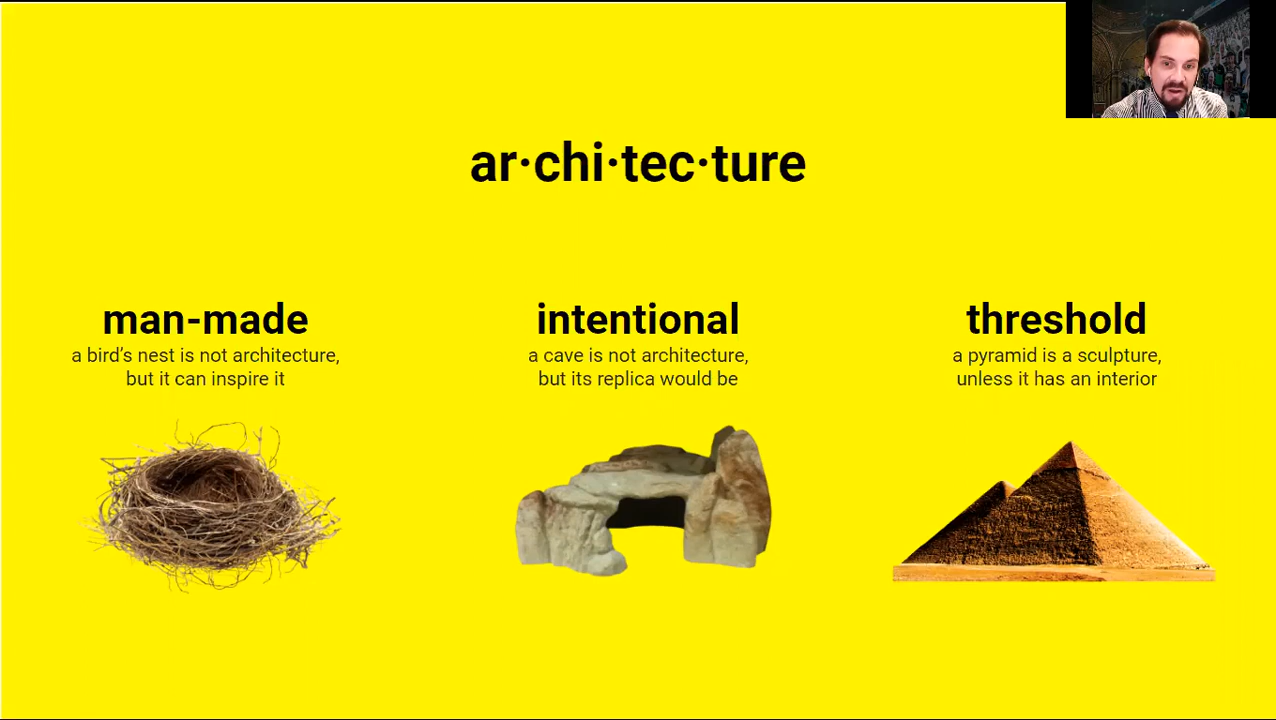 ar·chi·tec·ture
man-made
a bird's nest is not architecture,
but it can inspire it
intentional
a cave is not architecture,
but its replica would be
threshold
a pyramid is a sculpture,
unless it has an interior